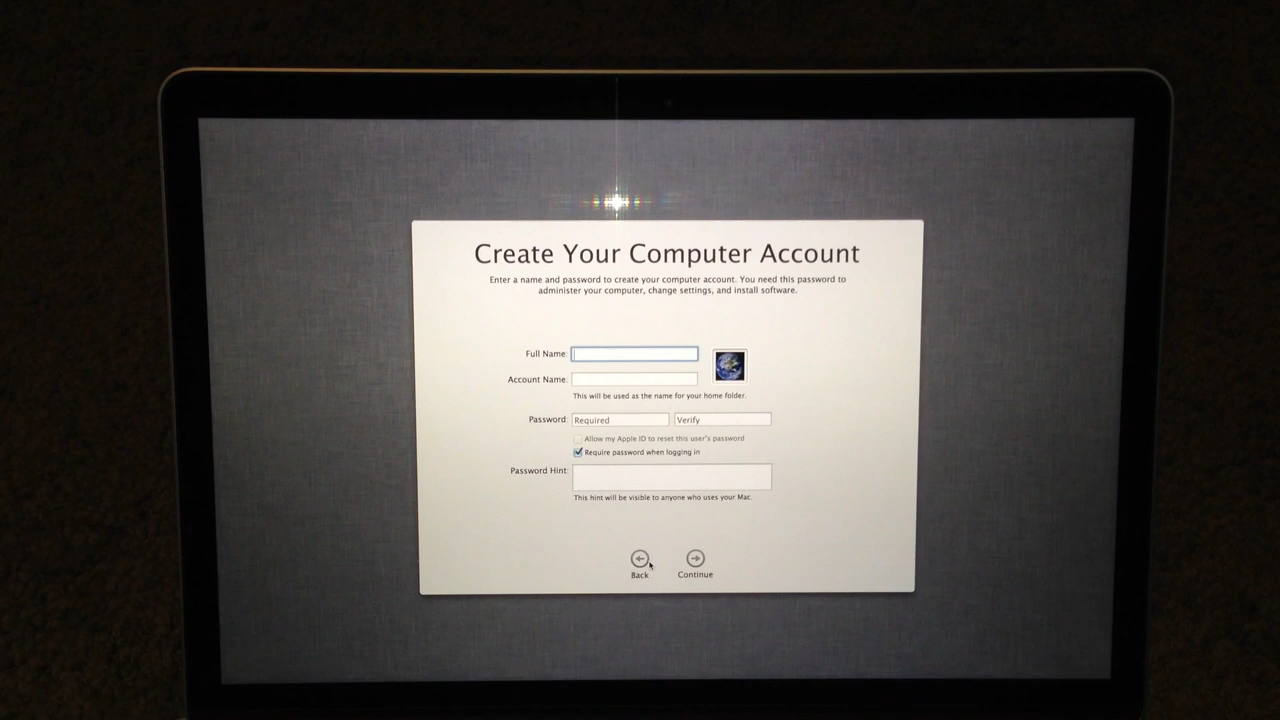 Create Your Computer Account
Enter a name and password to create your computer account. You need this password to
administer your computer, change settings, and install software.
Full Name:
Account Name:
This will be used as the name for your home folder.
Password: Required Verify
Allow my Apple ID to reset this user's password
Require password when logging in
Password Hint:
This hint will be visible to anyone who uses your Mac.
Back Continue